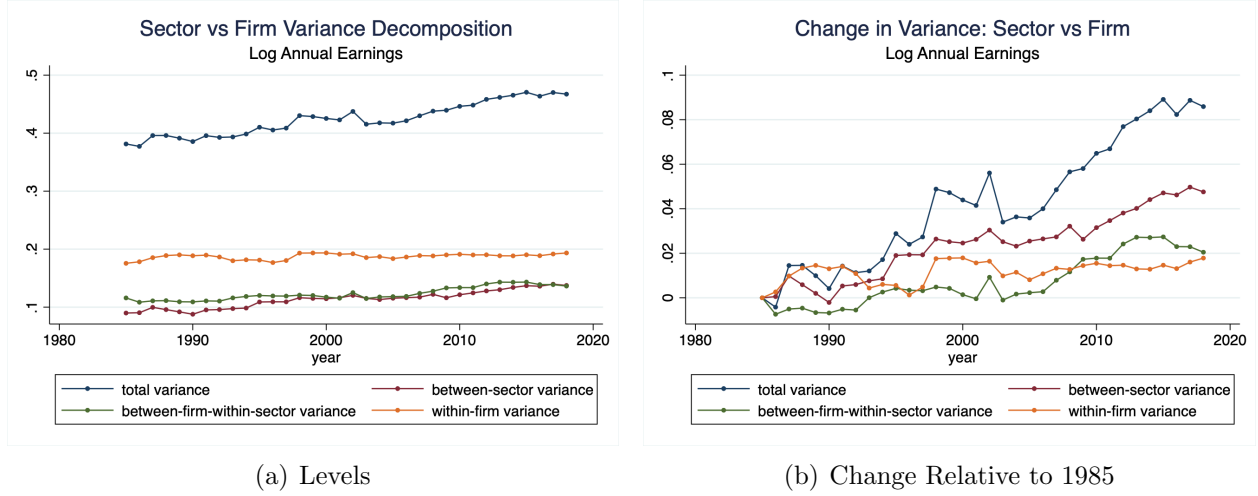 Sector vs Firm Variance Decomposition
Log Annual Earnings
.5
.4
.3
.2
.1
1980 1990 2000 2010 2020
year
total variance between-sector variance
between-firm-within-sector variance within-firm variance
(a) Levels
Change in Variance: Sector vs Firm
Log Annual Earnings
.1
.08
.06
.04
.02
0
1980 1990 2000 2010 2020
year
total variance between-sector variance
between-firm-within-sector variance within-firm variance
(b) Change Relative to 1985